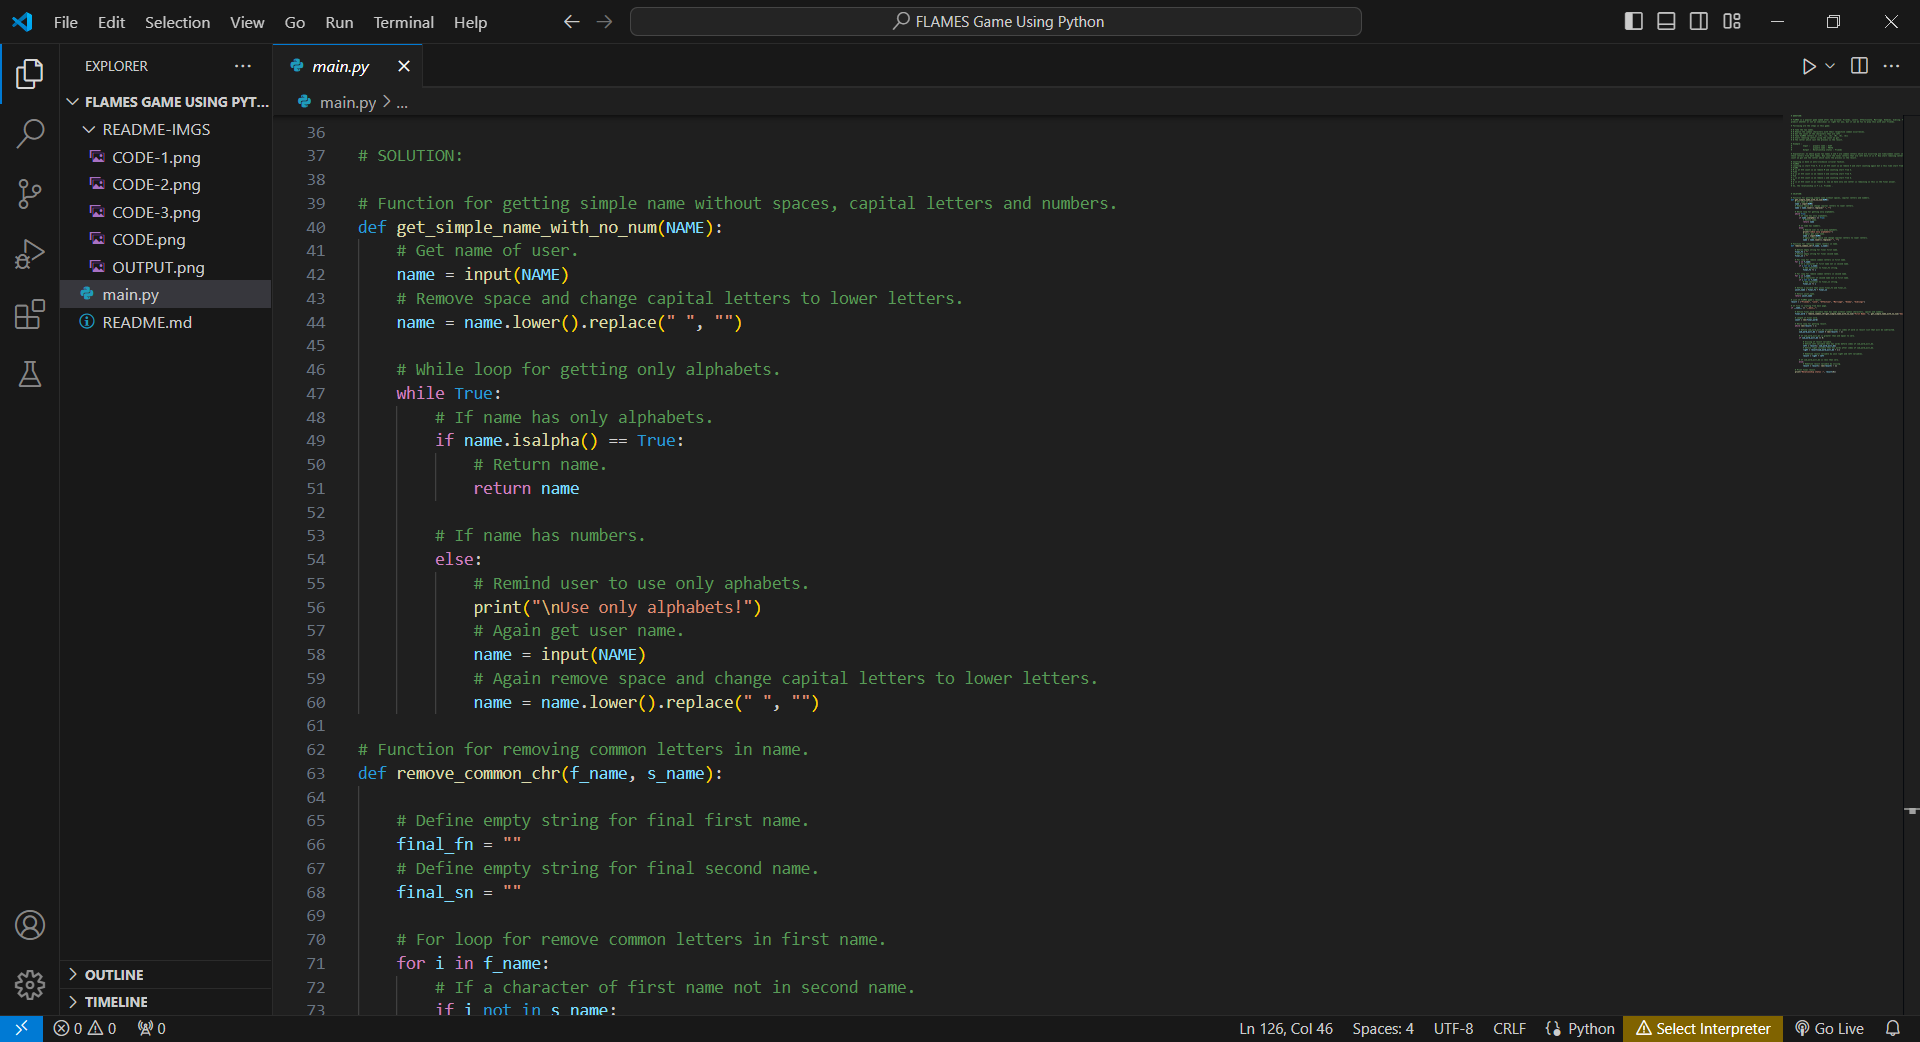 File Edit Selection View Go Run Terminal Help
FLAMES Game Using Python
EXPLORER
FLAMES GAME USING PYT...
README-IMGS
CODE-1.png
CODE-2.png
CODE-3.png
CODE.png
OUTPUT.png
main.py
README.md
OUTLINE
TIMELINE
main.py
main.py > ...
36
37 # SOLUTION:
38
39 # Function for getting simple name without spaces, capital letters and numbers.
40 def get_simple_name_with_no_num(NAME):
41     # Get name of user.
42     name = input(NAME)
43     # Remove space and change capital letters to lower letters.
44     name = name.lower().replace(" ", "")
45
46     # While loop for getting only alphabets.
47     while True:
48         # If name has only alphabets.
49         if name.isalpha() == True:
50             # Return name.
51             return name
52
53         # If name has numbers.
54         else:
55             # Remind user to use only aphabets.
56             print("\nUse only alphabets!")
57             # Again get user name.
58             name = input(NAME)
59             # Again remove space and change capital letters to lower letters.
60             name = name.lower().replace(" ", "")
61
62 # Function for removing common letters in name.
63 def remove_common_chr(f_name, s_name):
64
65     # Define empty string for final first name.
66     final_fn = ""
67     # Define empty string for final second name.
68     final_sn = ""
69
70     # For loop for remove common letters in first name.
71     for i in f_name:
72         # If a character of first name not in second name.
73         if i not in s_name:
0 0 0
Ln 126, Col 46 Spaces: 4 UTF-8 CRLF Python Select Interpreter Go Live